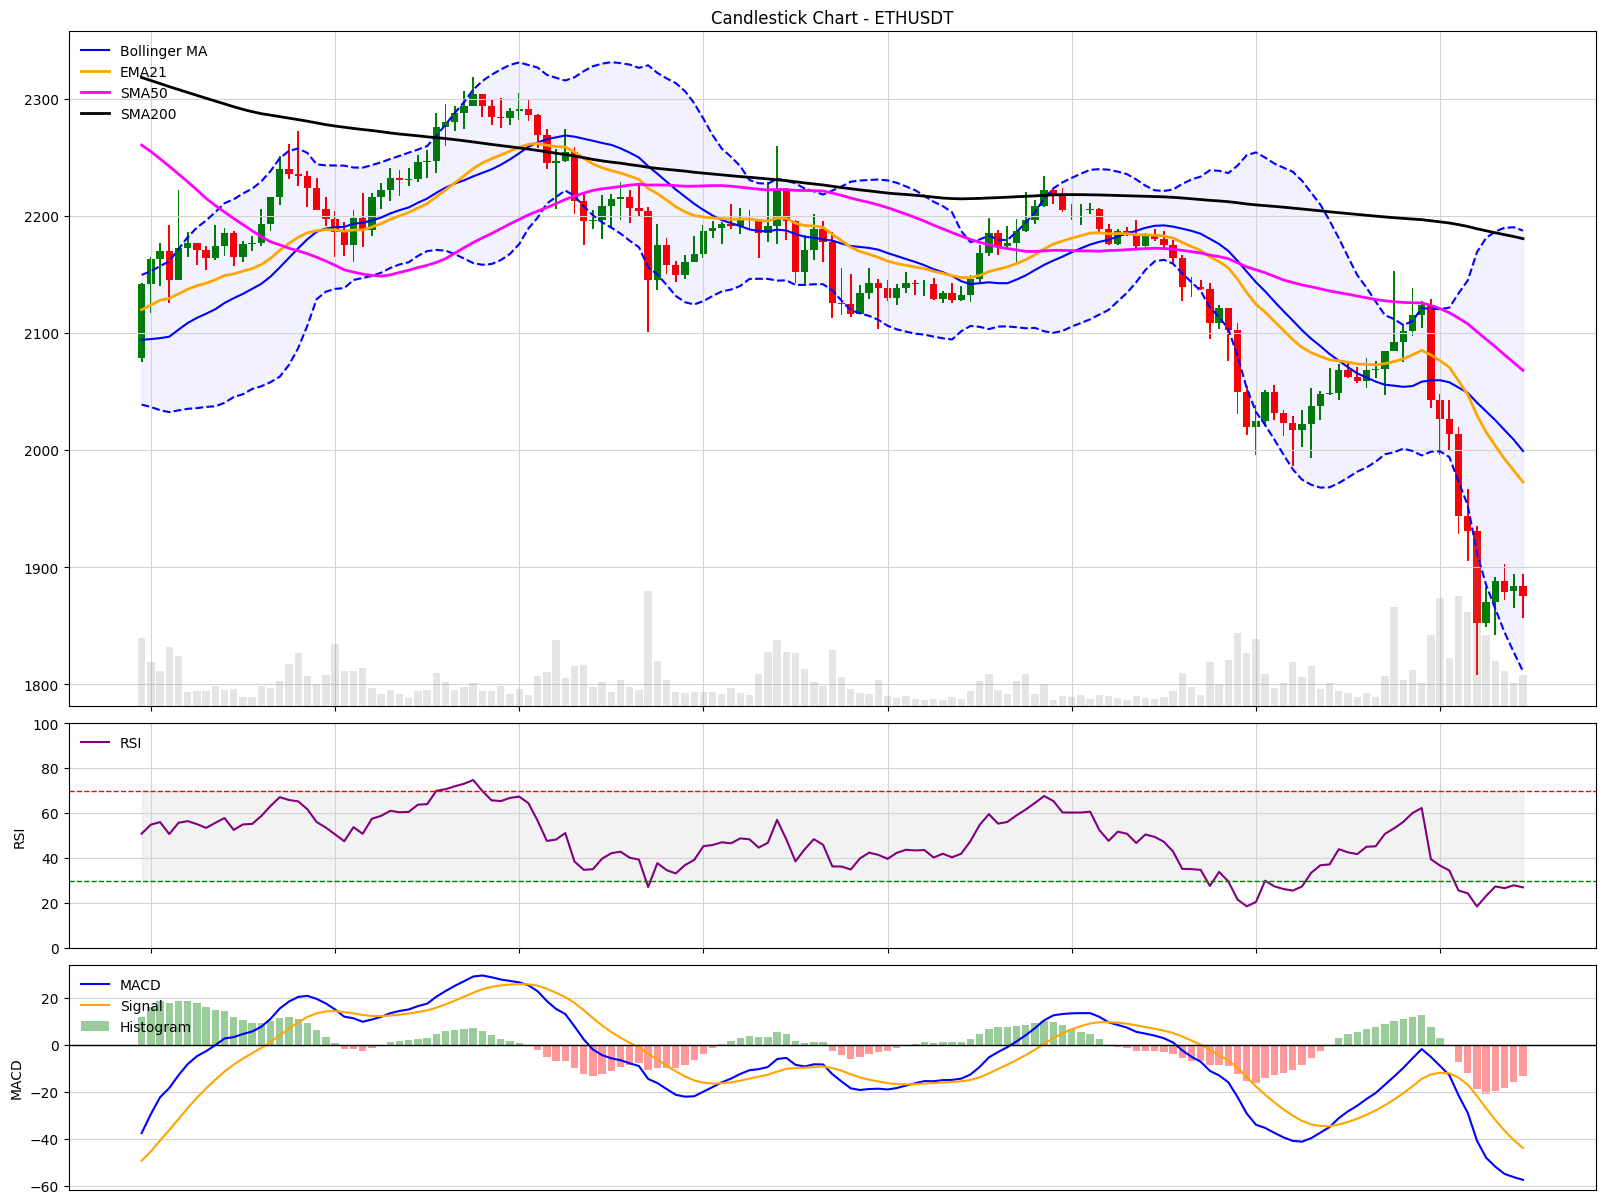 Candlestick Chart - ETHUSDT
Bollinger MA
EMA21
SMA50
SMA200
2300
2200
2100
2000
1900
1800
RSI
100
80
60
40
20
0
RSI
MACD
Signal
Histogram
20
0
−20
−40
−60
MACD